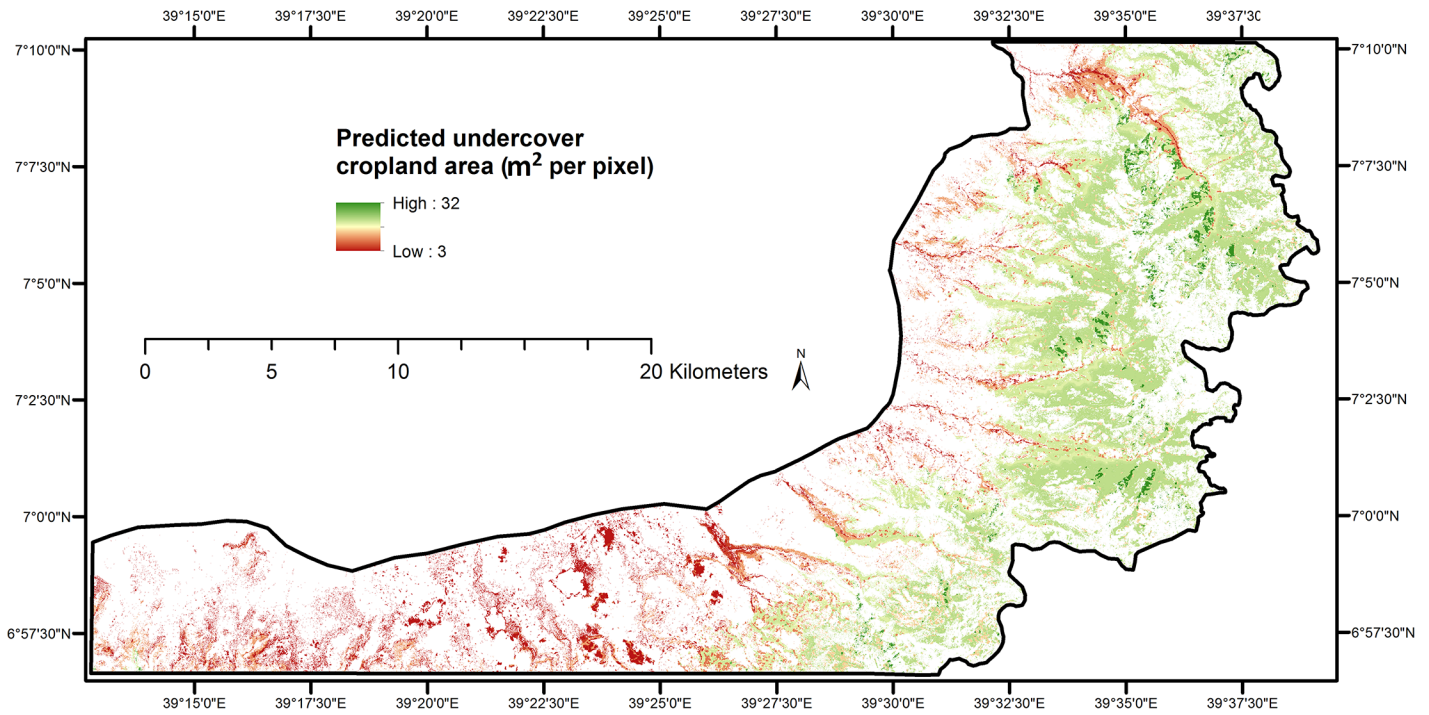 39°15'0"E 39°17'30"E 39°20'0"E 39°22'30"E 39°25'0"E 39°27'30"E 39°30'0"E 39°32'30"E 39°35'0"E 39°37'3(
7°10'0"N 7°10'0"N
Predicted undercover
cropland area (m² per pixel)
7°7'30"N 7°7'30"N
High : 32
Low : 3
7°5'0"N 7°5'0"N
N
0 5 10 20 Kilometers
7°2'30"N 7°2'30"N
7°0'0"N 7°0'0"N
6°57'30"N 6°57'30"N
39°15'0"E 39°17'30"E 39°20'0"E 39°22'30"E 39°25'0"E 39°27'30"E 39°30'0"E 39°32'30"E 39°35'0"E 39°37'30"E